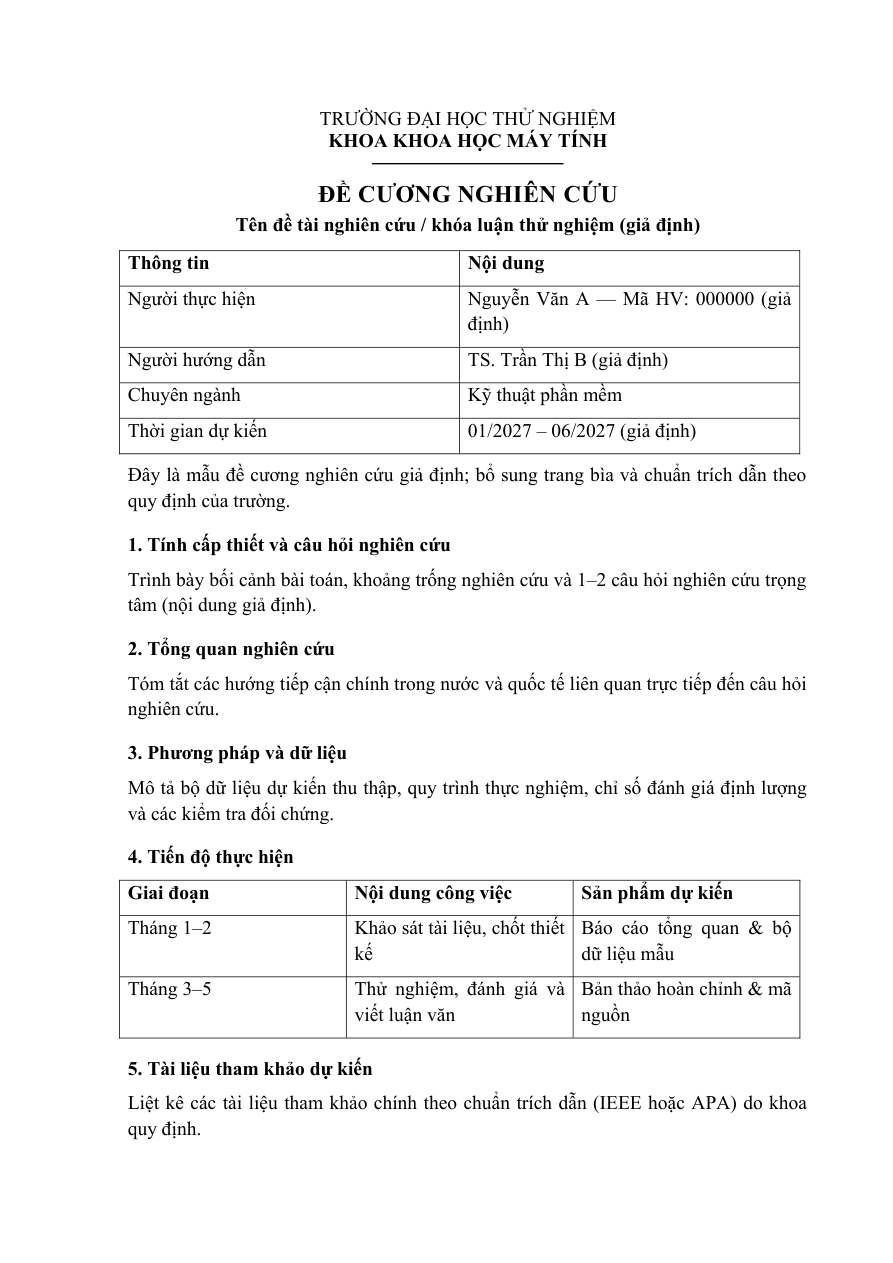 TRƯỜNG ĐẠI HỌC THỬ NGHIỆM
KHOA KHOA HỌC MÁY TÍNH
ĐỀ CƯƠNG NGHIÊN CỨU
Tên đề tài nghiên cứu / khóa luận thử nghiệm (giả định)
Thông tin Nội dung
Người thực hiện Nguyễn Văn A — Mã HV: 000000 (giả
định)
Người hướng dẫn TS. Trần Thị B (giả định)
Chuyên ngành Kỹ thuật phần mềm
Thời gian dự kiến 01/2027 – 06/2027 (giả định)
Đây là mẫu đề cương nghiên cứu giả định; bổ sung trang bìa và chuẩn trích dẫn theo
quy định của trường.
1. Tính cấp thiết và câu hỏi nghiên cứu
Trình bày bối cảnh bài toán, khoảng trống nghiên cứu và 1–2 câu hỏi nghiên cứu trọng
tâm (nội dung giả định).
2. Tổng quan nghiên cứu
Tóm tắt các hướng tiếp cận chính trong nước và quốc tế liên quan trực tiếp đến câu hỏi
nghiên cứu.
3. Phương pháp và dữ liệu
Mô tả bộ dữ liệu dự kiến thu thập, quy trình thực nghiệm, chỉ số đánh giá định lượng
và các kiểm tra đối chứng.
4. Tiến độ thực hiện
Giai đoạn Nội dung công việc Sản phẩm dự kiến
Tháng 1–2 Khảo sát tài liệu, chốt thiết Báo cáo tổng quan & bộ
kế dữ liệu mẫu
Tháng 3–5 Thử nghiệm, đánh giá và Bản thảo hoàn chỉnh & mã
viết luận văn nguồn
5. Tài liệu tham khảo dự kiến
Liệt kê các tài liệu tham khảo chính theo chuẩn trích dẫn (IEEE hoặc APA) do khoa
quy định.